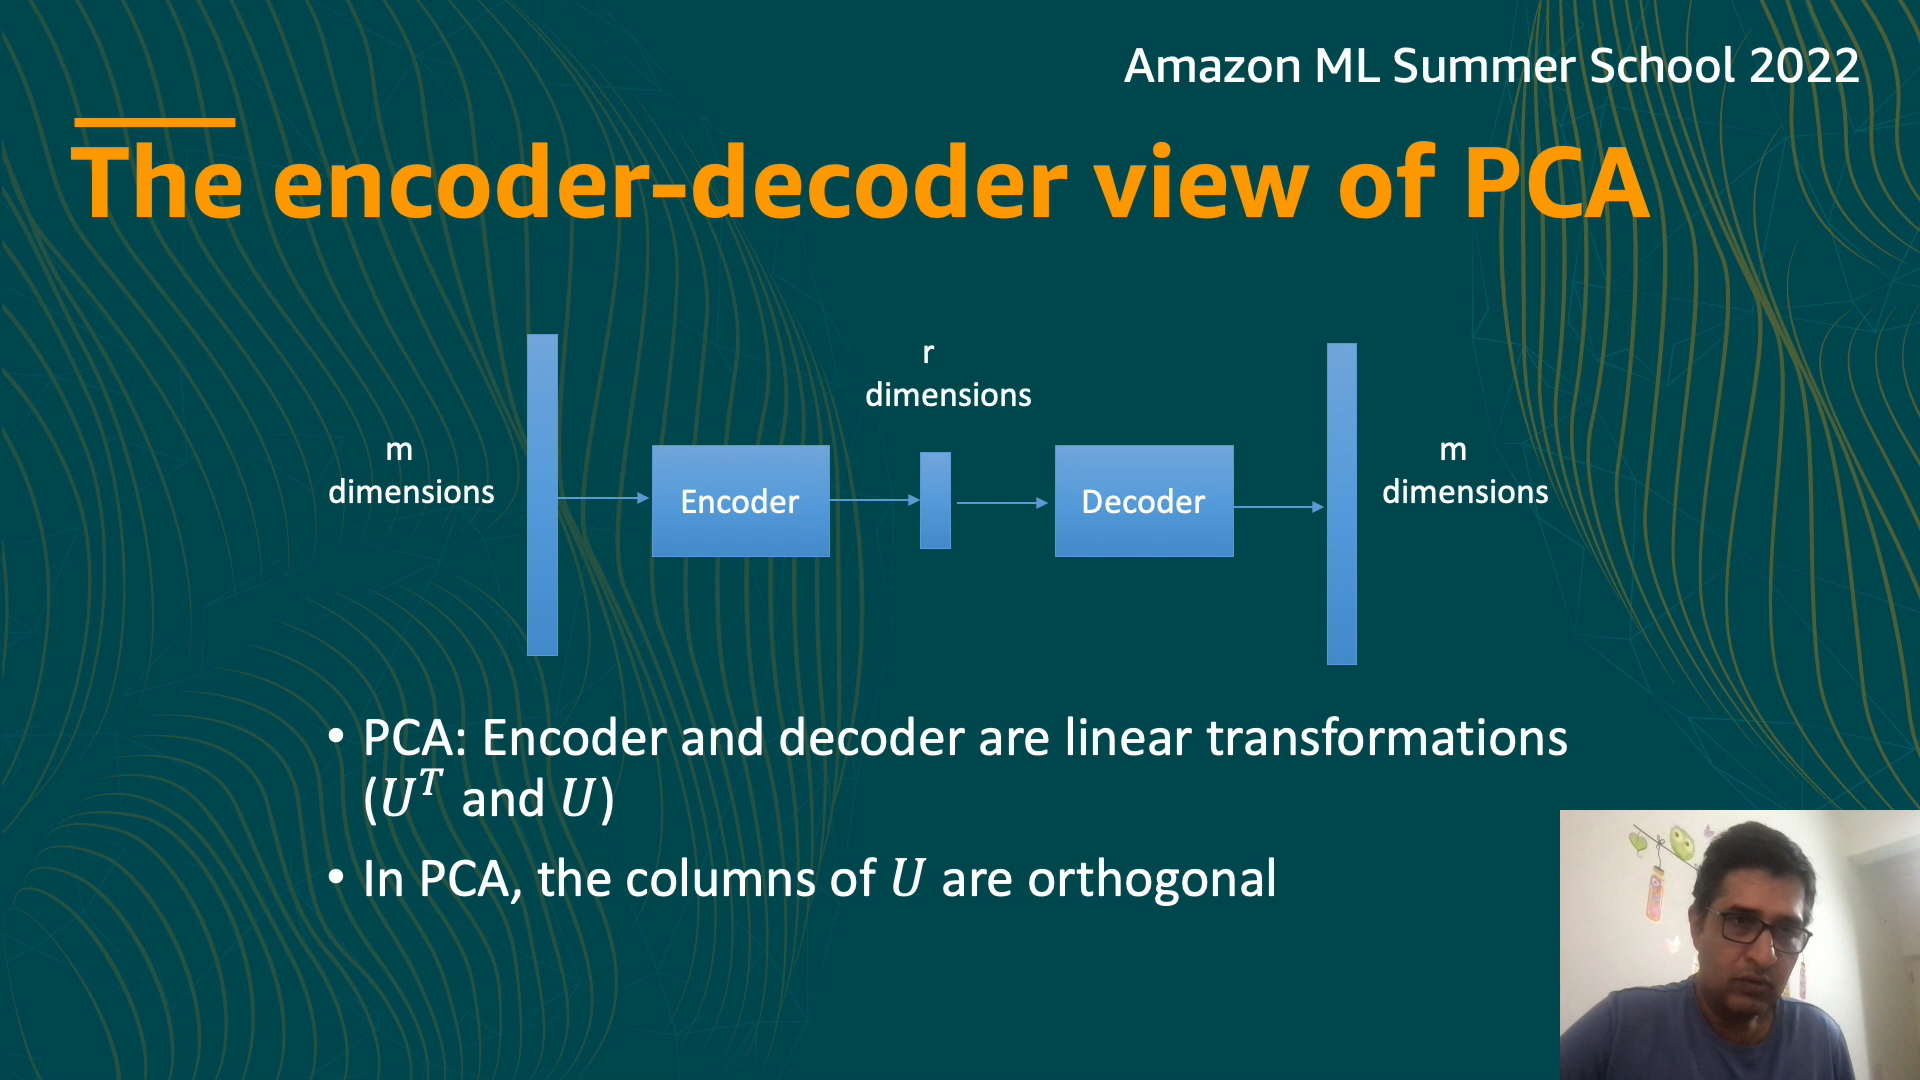 Amazon ML Summer School 2022
The encoder-decoder view of PCA
r
dimensions
m
dimensions
Encoder
Decoder
m
dimensions
• PCA: Encoder and decoder are linear transformations
(𝑈ᵀ and 𝑈)
• In PCA, the columns of 𝑈 are orthogonal